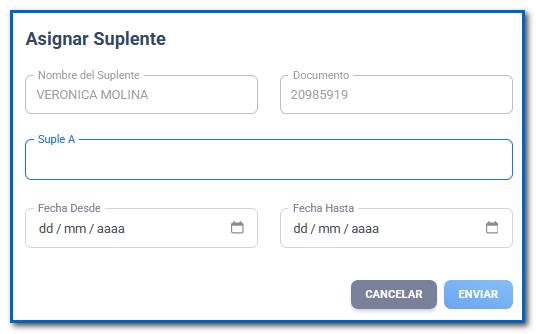 Asignar Suplente
Nombre del Suplente
Documento
VERONICA MOLINA
20985919
Suple A
Fecha Desde
Fecha Hasta
dd / mm / aaaa
dd / mm / aaaa
CANCELAR
ENVIAR